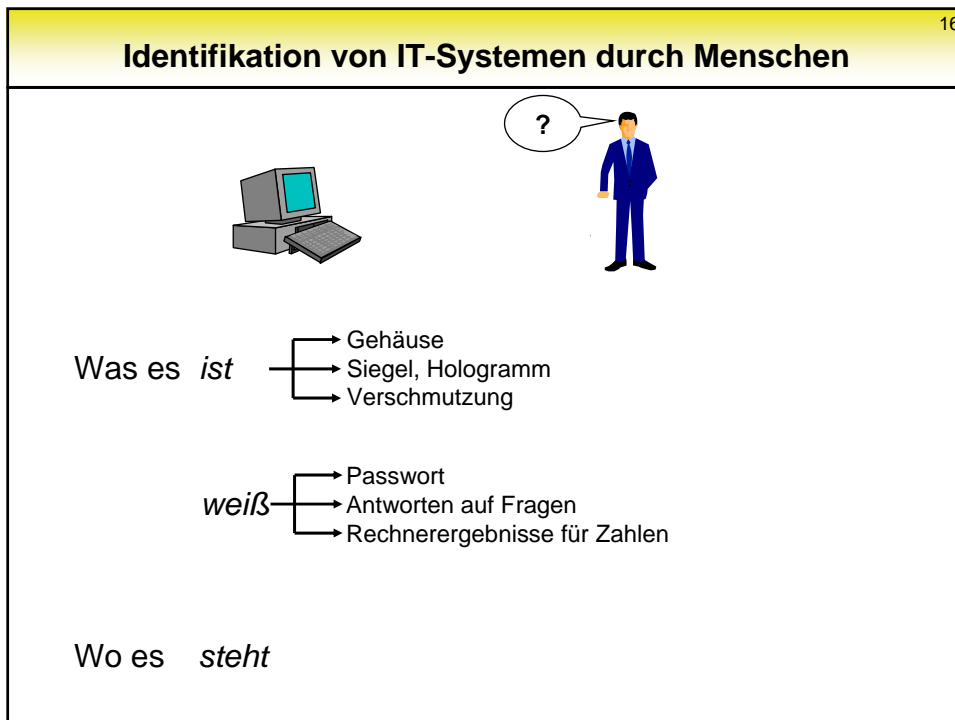 16
Identifikation von IT-Systemen durch Menschen
?
Gehäuse
Was es ist
Siegel, Hologramm
Verschmutzung
Passwort
weiß
Antworten auf Fragen
Rechnerergebnisse für Zahlen
Wo es steht